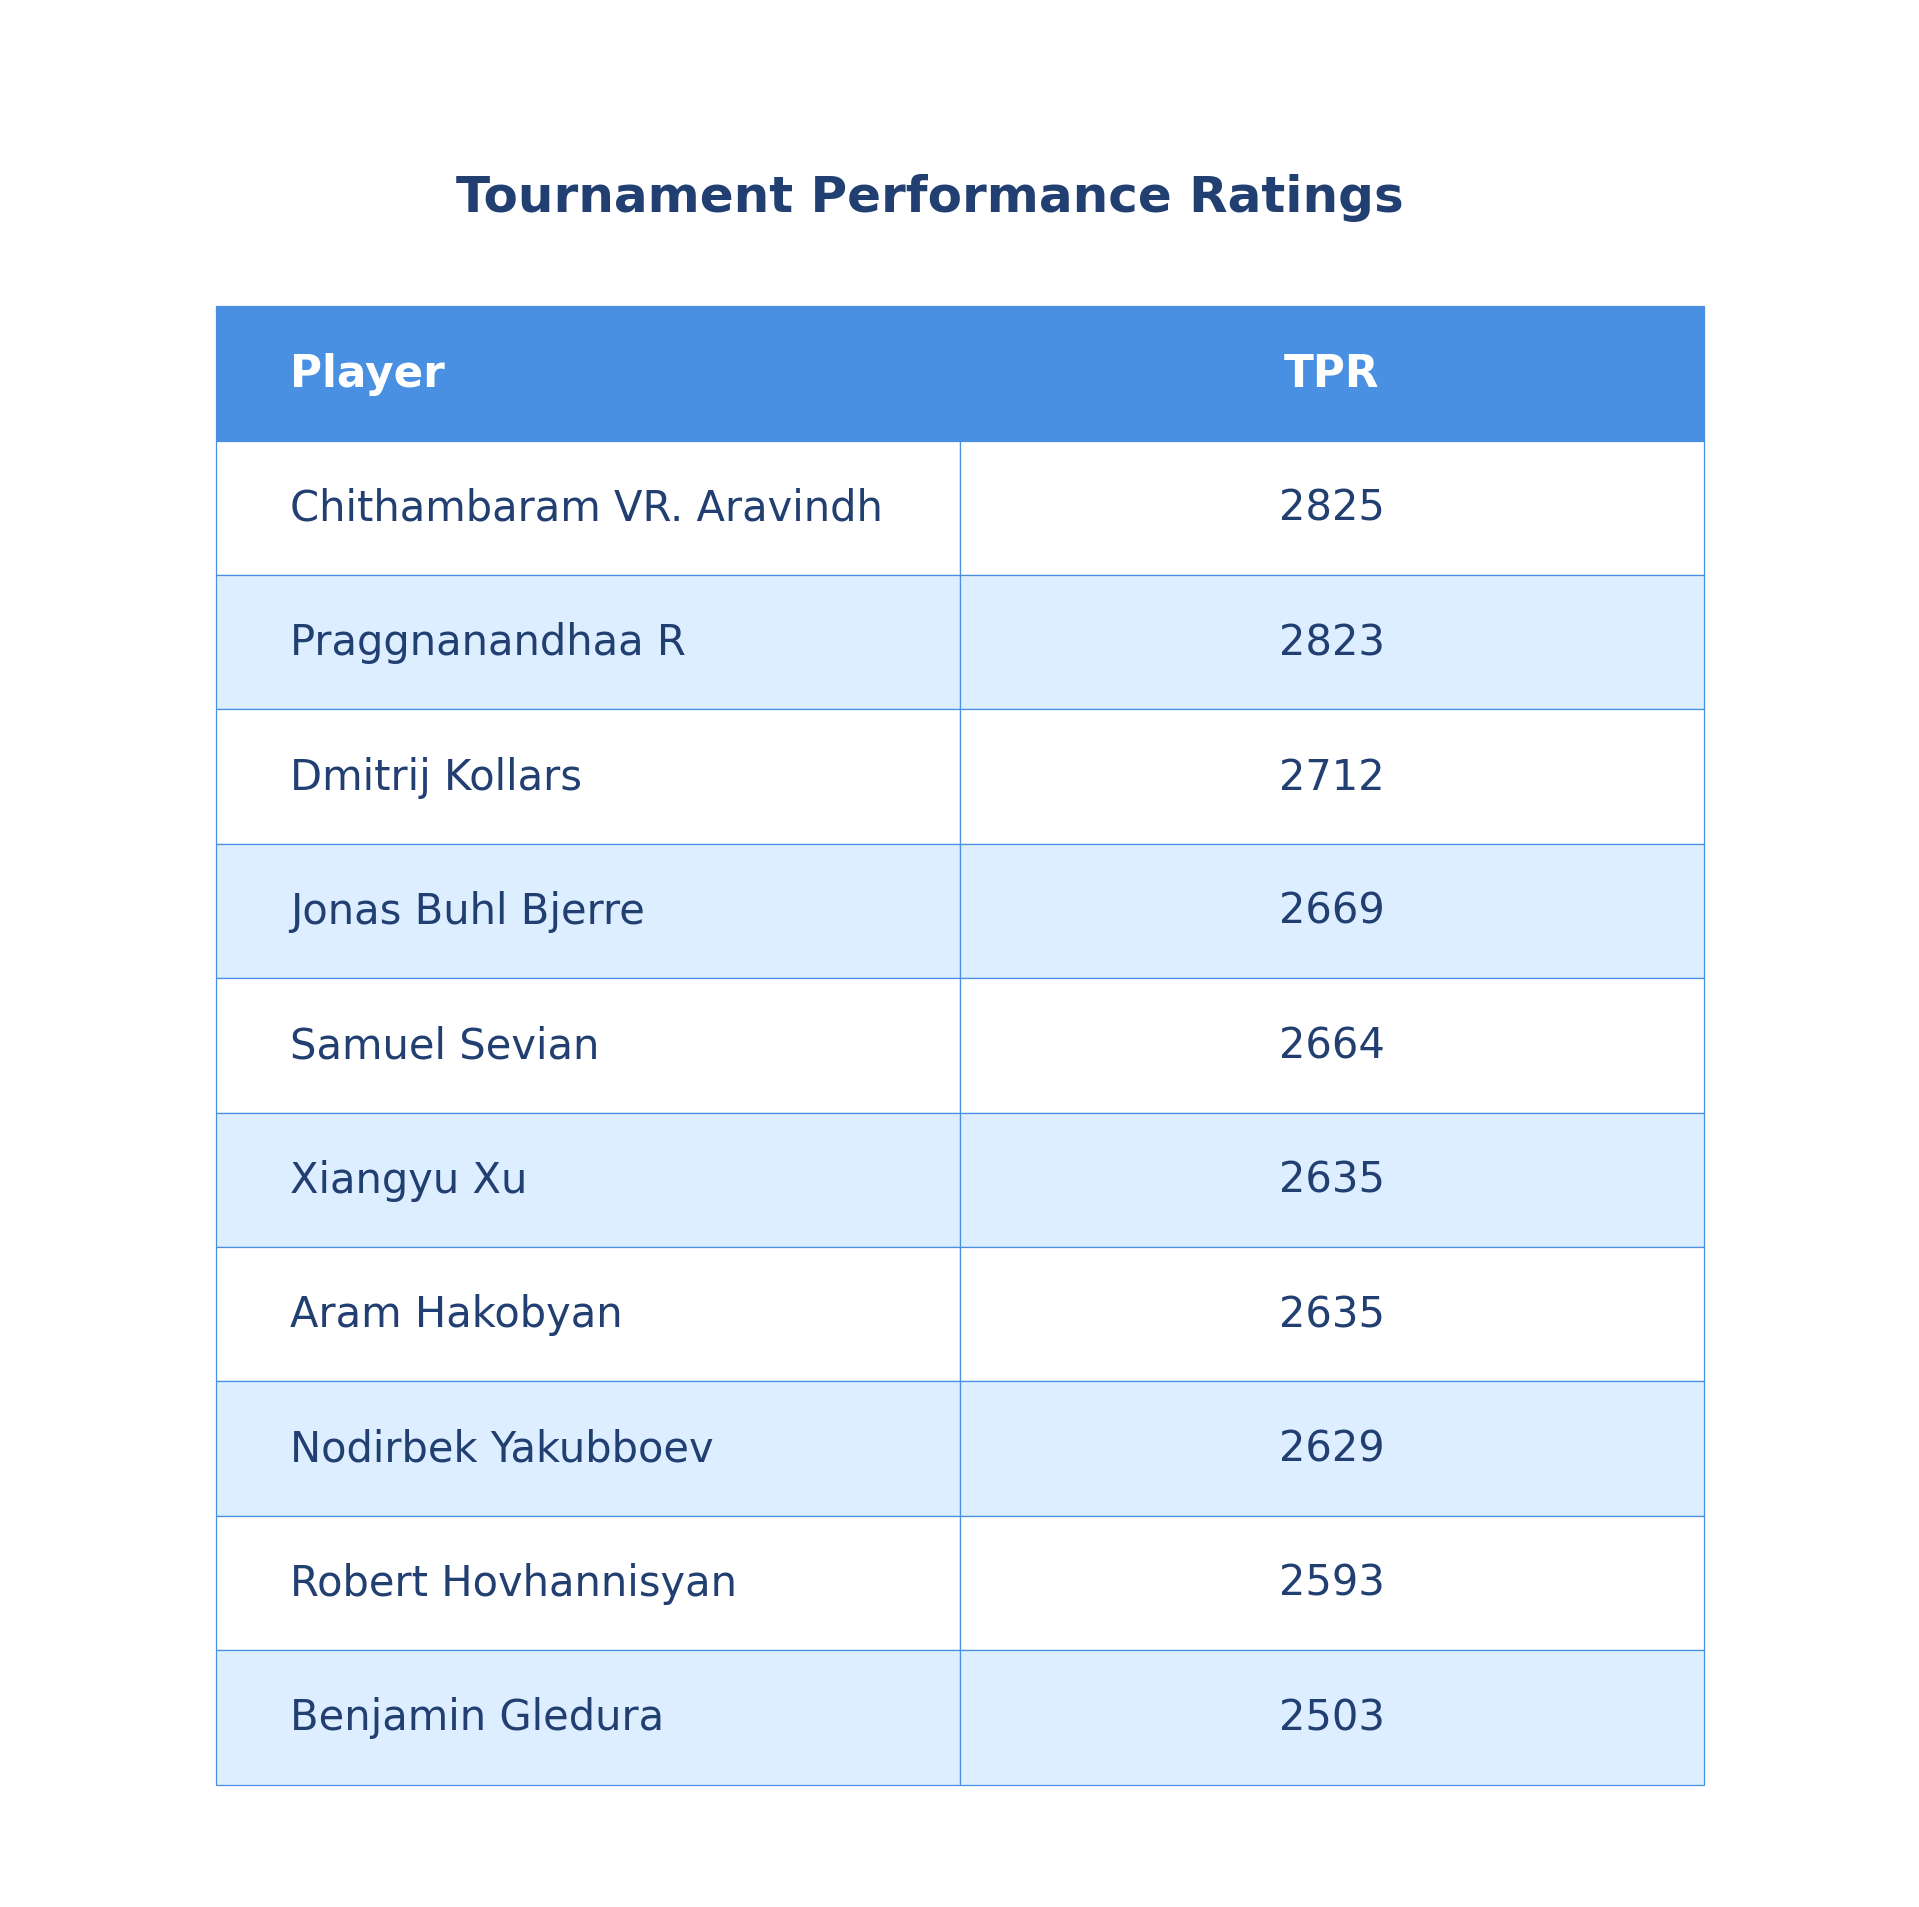 Tournament Performance Ratings
Player TPR
Chithambaram VR. Aravindh 2825
Praggnanandhaa R 2823
Dmitrij Kollars 2712
Jonas Buhl Bjerre 2669
Samuel Sevian 2664
Xiangyu Xu 2635
Aram Hakobyan 2635
Nodirbek Yakubboev 2629
Robert Hovhannisyan 2593
Benjamin Gledura 2503